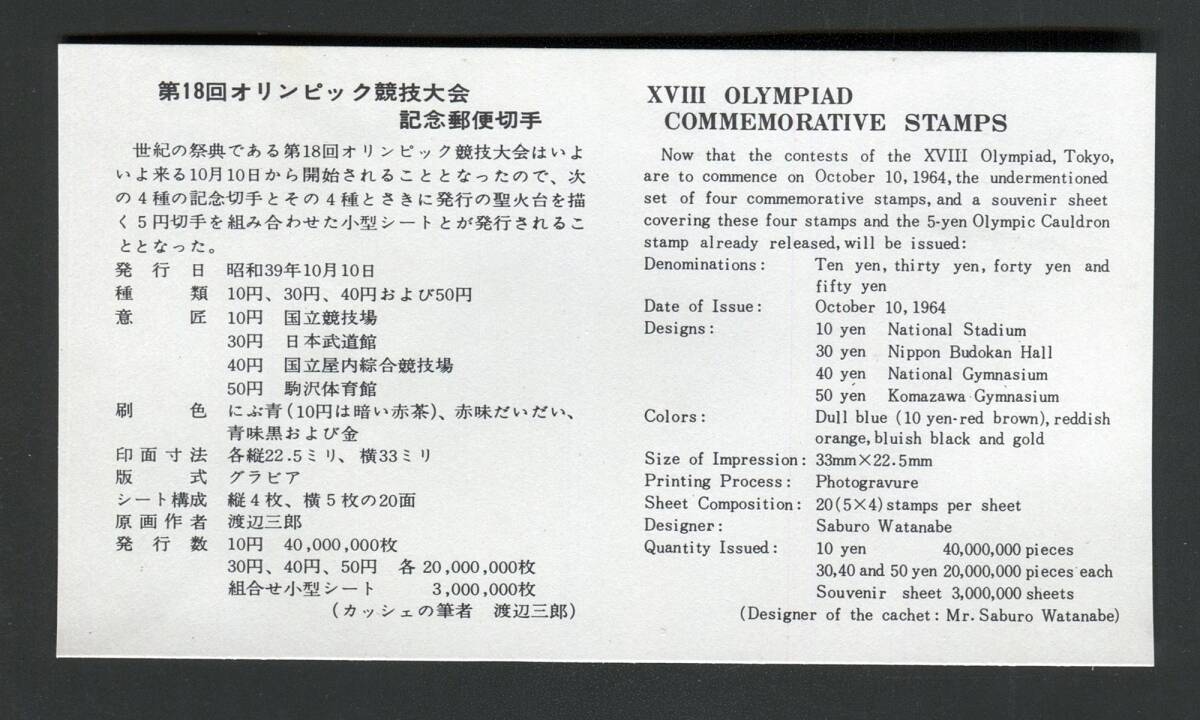 第18回オリンピック競技大会
記念郵便切手
世紀の祭典である第18回オリンピック競技大会はいよ
いよ来る10月10日から開始されることとなったので、次
の4種の記念切手とその4種とさきに発行の聖火台を描
く5円切手を組み合わせた小型シートとが発行されるこ
ととなった。
発行日 昭和39年10月10日
種類 10円、30円、40円および50円
意匠 10円 国立競技場
30円 日本武道館
40円 国立屋内綜合競技場
50円 駒沢体育館
刷色 にぶ青(10円は暗い赤茶)、赤味だいだい、
青味黒および金
印面寸法 各縦22.5ミリ、横33ミリ
版式 グラビア
シート構成 縦4枚、横5枚の20面
原画作者 渡辺三郎
発行数 10円 40,000,000枚
30円、40円、50円 各20,000,000枚
組合せ小型シート 3,000,000枚
(カッシェの筆者 渡辺三郎)
XVIII OLYMPIAD
COMMEMORATIVE STAMPS
Now that the contests of the XVIII Olympiad, Tokyo,
are to commence on October 10, 1964, the undermentioned
set of four commemorative stamps, and a souvenir sheet
covering these four stamps and the 5-yen Olympic Cauldron
stamp already released, will be issued:
Denominations: Ten yen, thirty yen, forty yen and
fifty yen
Date of Issue: October 10, 1964
Designs: 10 yen National Stadium
30 yen Nippon Budokan Hall
40 yen National Gymnasium
50 yen Komazawa Gymnasium
Colors: Dull blue (10 yen-red brown), reddish
orange, bluish black and gold
Size of Impression: 33mm×22.5mm
Printing Process: Photogravure
Sheet Composition: 20(5×4) stamps per sheet
Designer: Saburo Watanabe
Quantity Issued: 10 yen 40,000,000 pieces
30,40 and 50 yen 20,000,000 pieces each
Souvenir sheet 3,000,000 sheets
(Designer of the cachet: Mr. Saburo Watanabe)